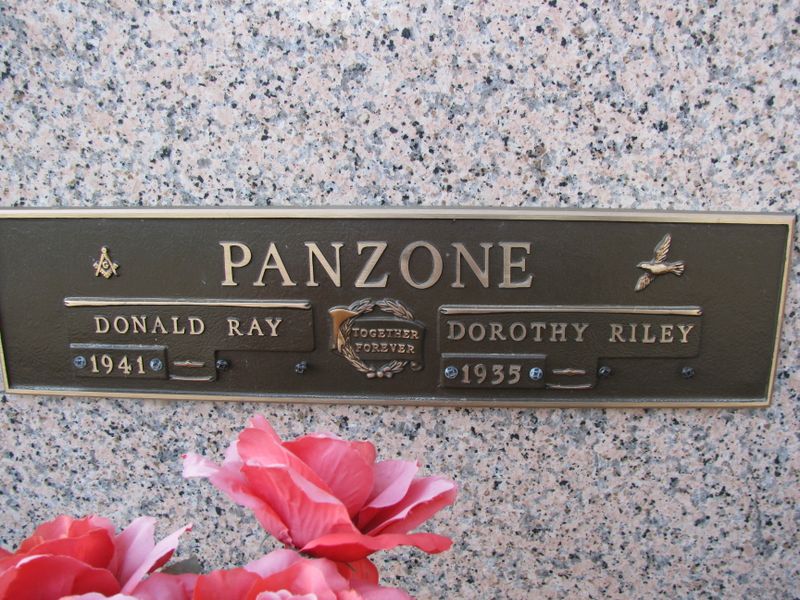 PANZONE
DONALD RAY
1941
TOGETHER
FOREVER
DOROTHY RILEY
1935